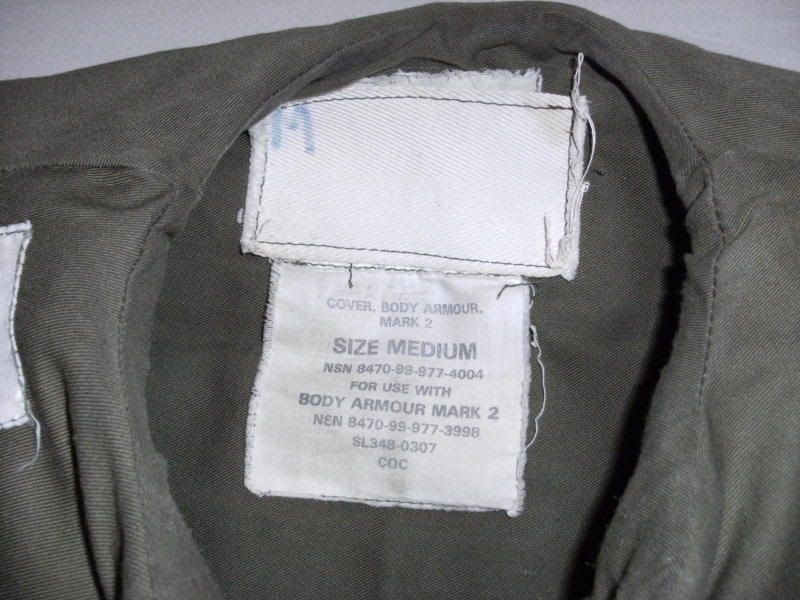 M
COVER, BODY ARMOUR,
MARK 2
SIZE MEDIUM
NSN 8470-99-977-4004
FOR USE WITH
BODY ARMOUR MARK 2
NSN 8470-99-977-3998
SL34B-0307
COC